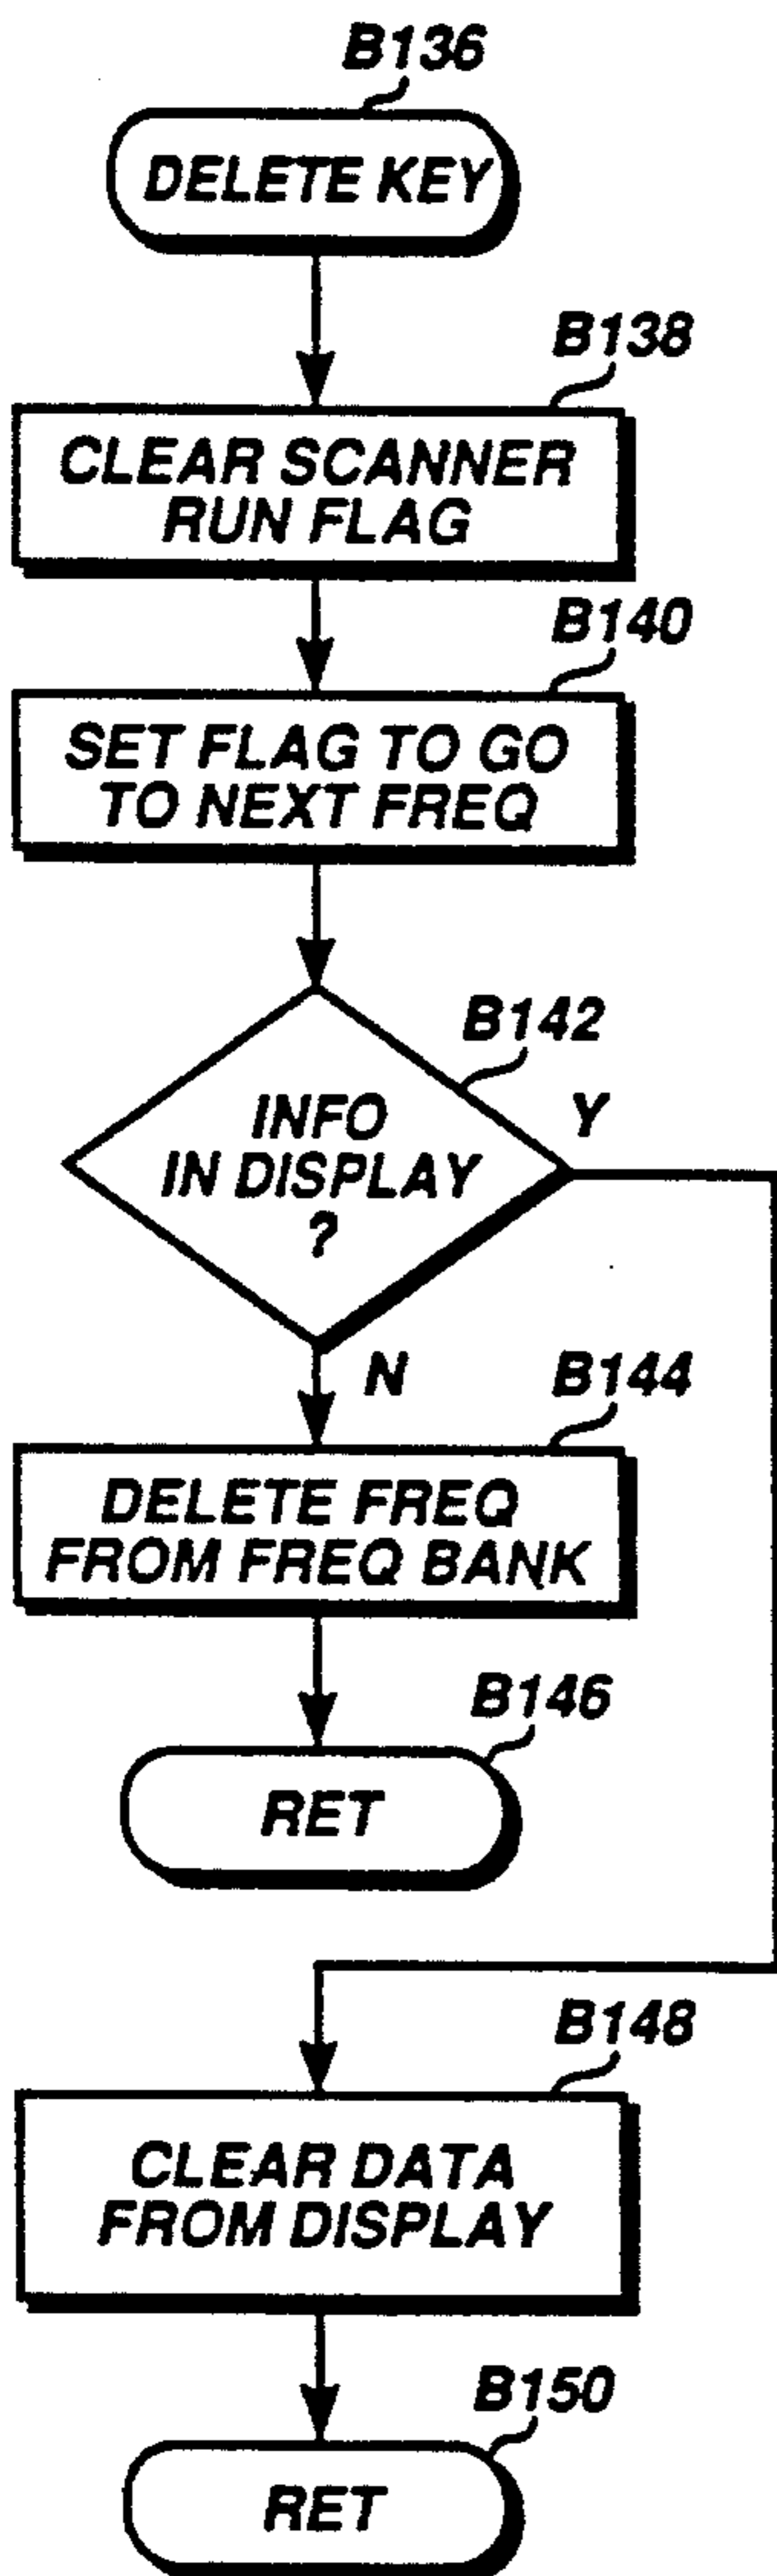 B136
DELETE KEY
B138
CLEAR SCANNER
RUN FLAG
B140
SET FLAG TO GO
TO NEXT FREQ
B142
INFO
IN DISPLAY
?
Y
N
B144
DELETE FREQ
FROM FREQ BANK
B146
RET
B148
CLEAR DATA
FROM DISPLAY
B150
RET